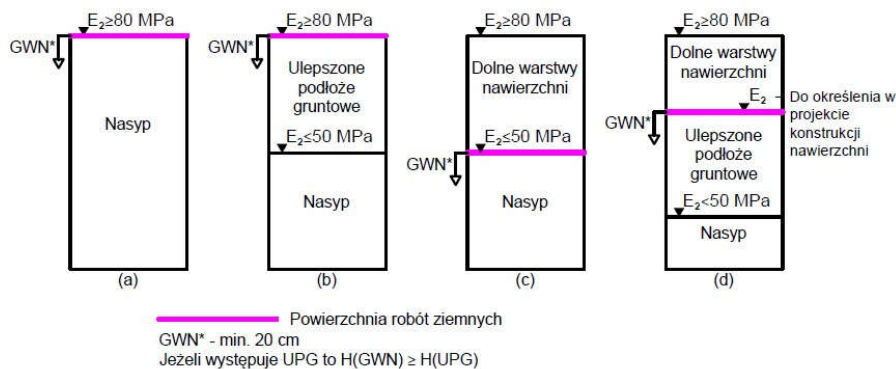 E₂≥80 MPa
GWN*
Nasyp
(a)
E₂≥80 MPa
GWN*
Ulepszone
podłoże
gruntowe
E₂≤50 MPa
Nasyp
(b)
E₂≥80 MPa
Dolne warstwy
nawierzchni
E₂≤50 MPa
GWN*
Nasyp
(c)
E₂≥80 MPa
Dolne warstwy
nawierzchni
E₂ – Do określenia w
projekcie
konstrukcji
nawierzchni
GWN*
Ulepszone
podłoże
gruntowe
E₂<50 MPa
Nasyp
(d)
Powierzchnia robót ziemnych
GWN* - min. 20 cm
Jeżeli występuje UPG to H(GWN) ≥ H(UPG)